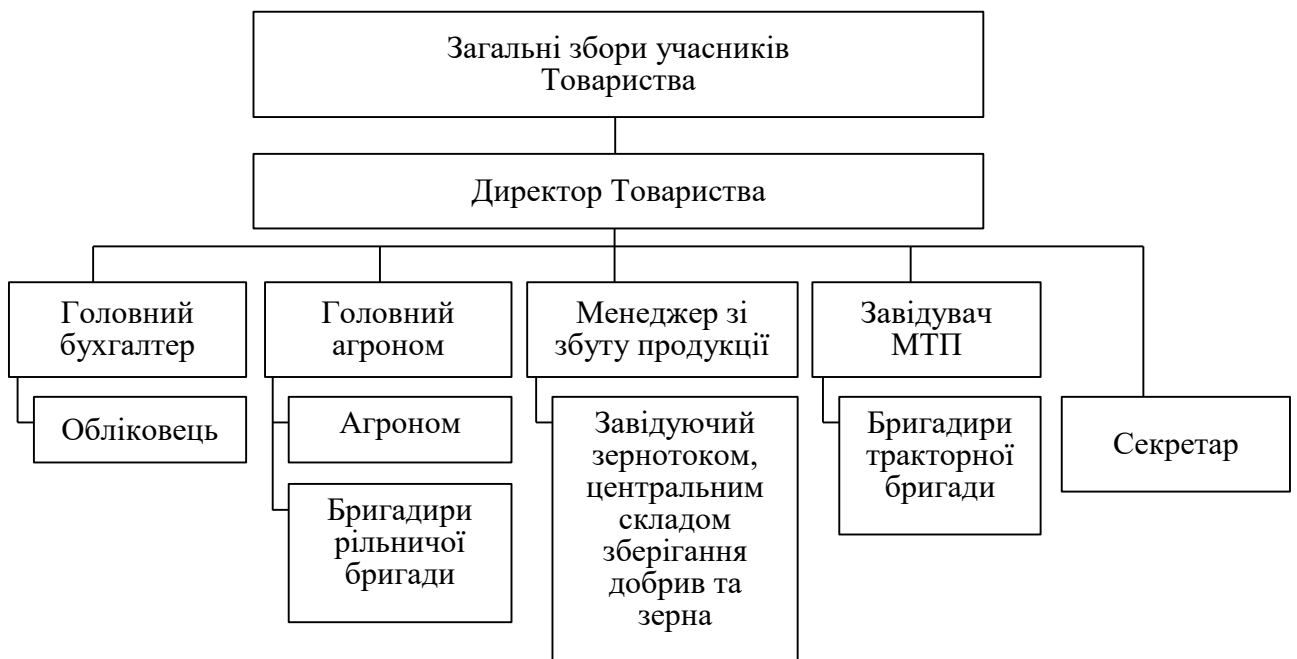 Загальні збори учасників
Товариства
Директор Товариства
Головний
бухгалтер
Обліковець
Головний
агроном
Агроном
Бригадири
рільничої
бригади
Менеджер зі
збуту продукції
Завідуючий
зернотоком,
центральним
складом
зберігання
добрив та
зерна
Завідувач
МТП
Бригадири
тракторної
бригади
Секретар